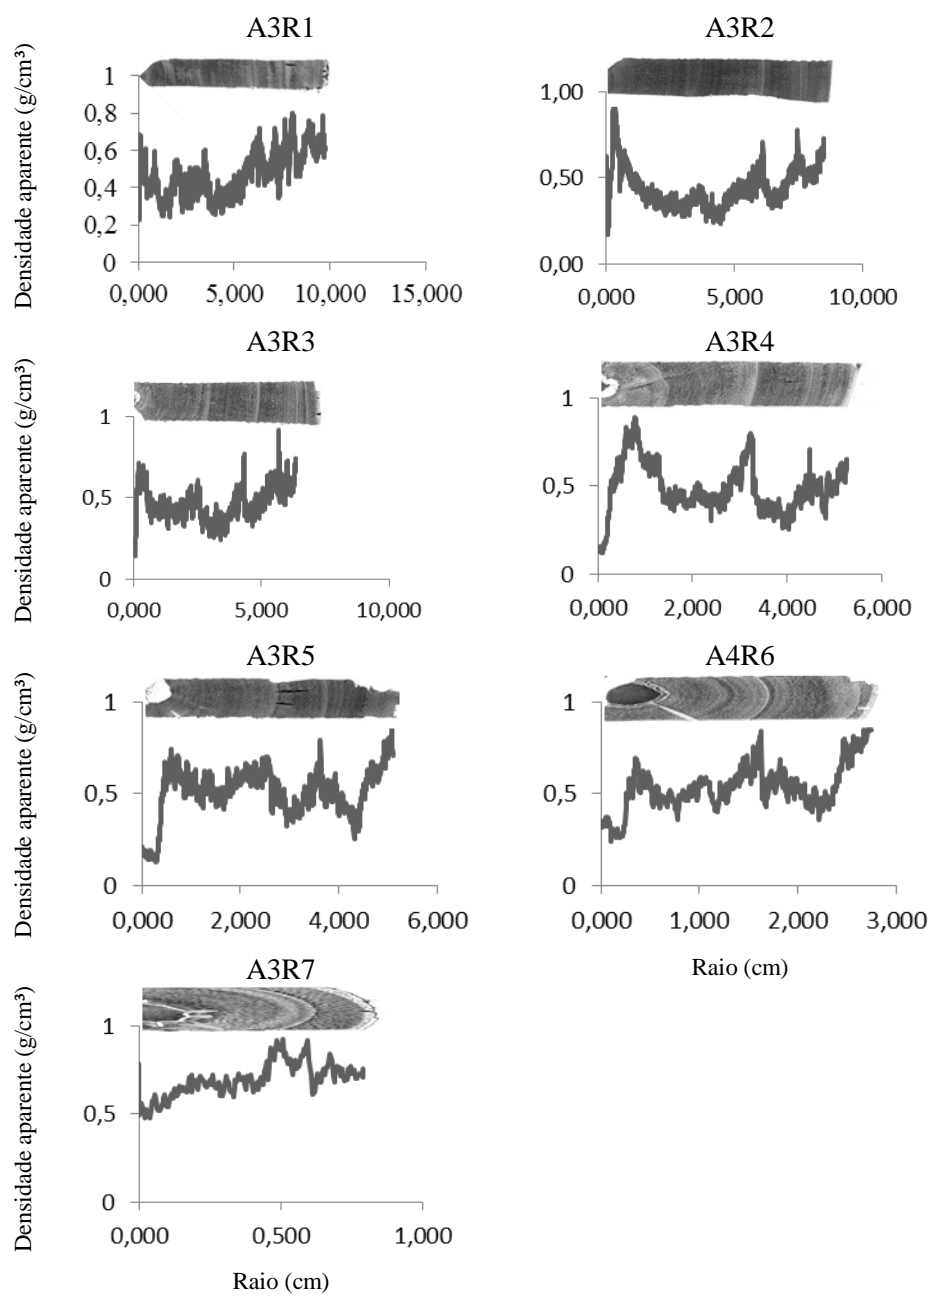 A3R1
Densidade aparente (g/cm³)
1
0,8
0,6
0,4
0,2
0
0,000 5,000 10,000 15,000
A3R2
1,00
0,50
0,00
0,000 5,000 10,000
A3R3
Densidade aparente (g/cm³)
1
0,5
0
0,000 5,000 10,000
A3R4
1
0,5
0
0,000 2,000 4,000 6,000
A3R5
Densidade aparente (g/cm³)
1
0,5
0
0,000 2,000 4,000 6,000
A4R6
1
0,5
0
0,000 1,000 2,000 3,000
Raio (cm)
A3R7
Densidade aparente (g/cm³)
1
0,5
0
0,000 0,500 1,000
Raio (cm)